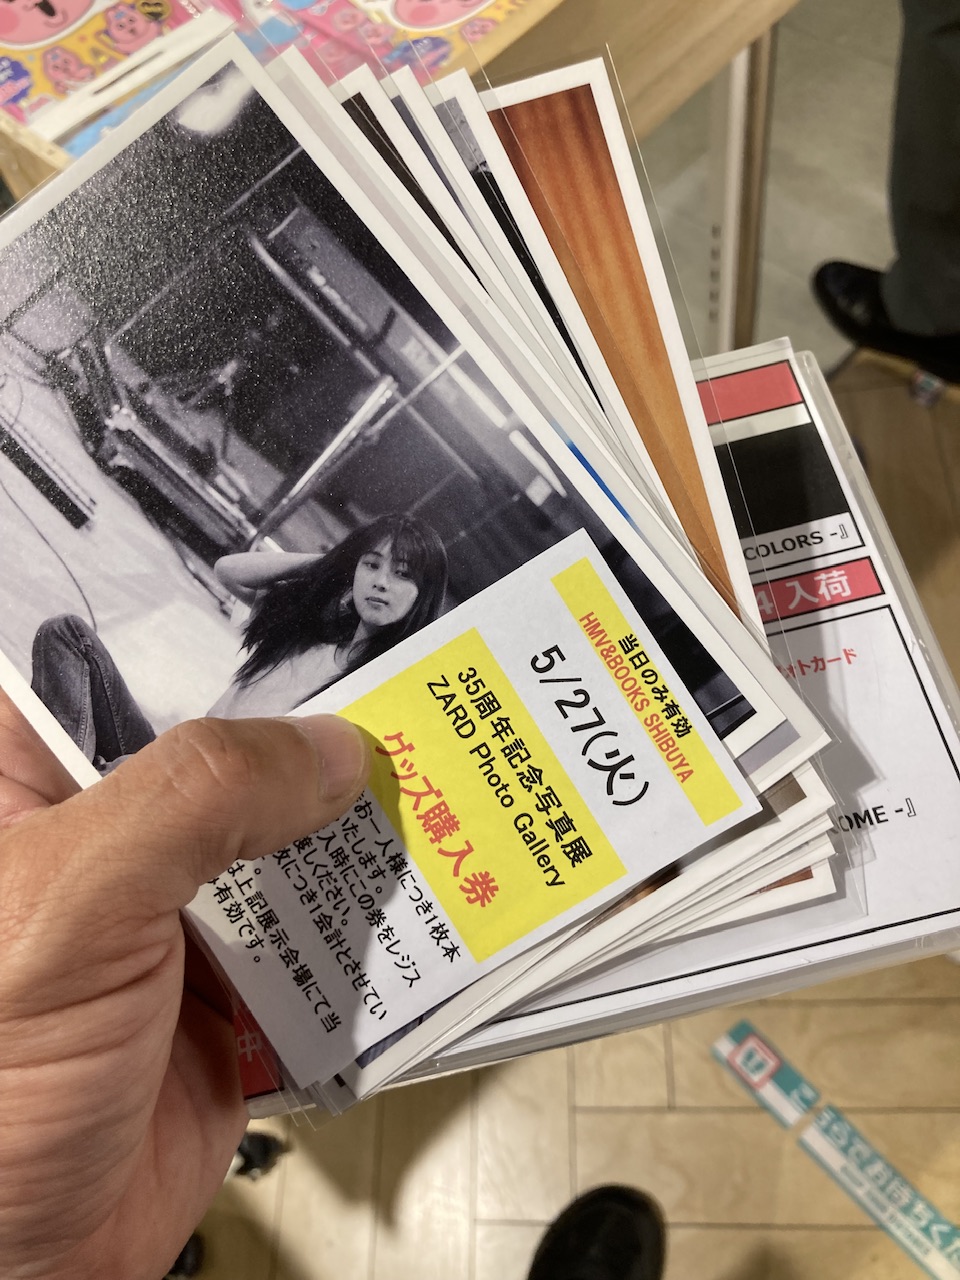 当日のみ有効
HMV&BOOKS SHIBUYA
5/27(火)
35周年記念写真展
ZARD Photo Gallery
グッズ購入券
お一人様につき1枚本
いたします。
入時にこの券をレジス
渡しください。
枚につき1会計とさせてい
。
は上記展示会場にて当
み有効です。
COLORS -』
4 入荷
ォトカード
OME -』
中